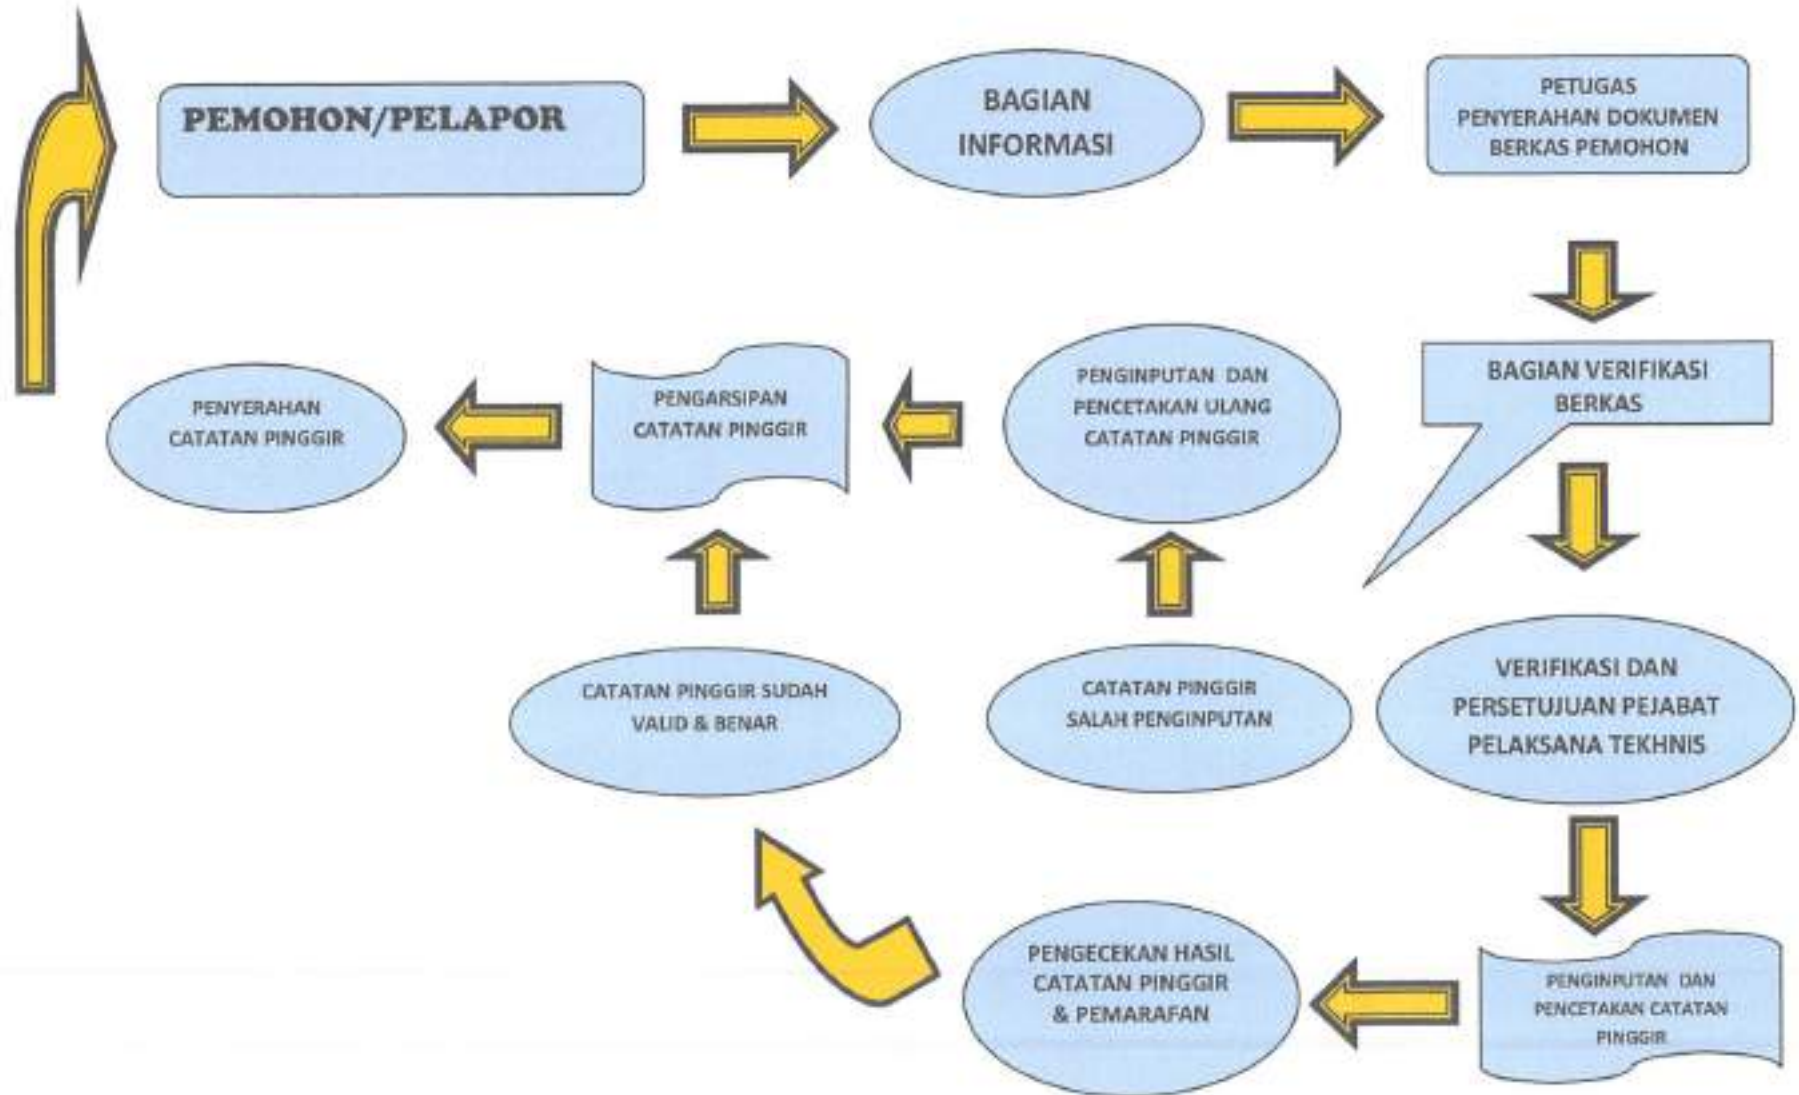 PEMOHON/PELAPOR
BAGIAN
INFORMASI
PETUGAS
PENYERAHAN DOKUMEN
BERKAS PEMOHON
BAGIAN VERIFIKASI
BERKAS
VERIFIKASI DAN
PERSETUJUAN PEJABAT
PELAKSANA TEKHNIS
PENGINPUTAN DAN
PENCETAKAN CATATAN
PINGGIR
PENGECEKAN HASIL
CATATAN PINGGIR
& PEMARAFAN
CATATAN PINGGIR SUDAH
VALID & BENAR
CATATAN PINGGIR
SALAH PENGINPUTAN
PENGINPUTAN DAN
PENCETAKAN ULANG
CATATAN PINGGIR
PENGARSIPAN
CATATAN PINGGIR
PENYERAHAN
CATATAN PINGGIR